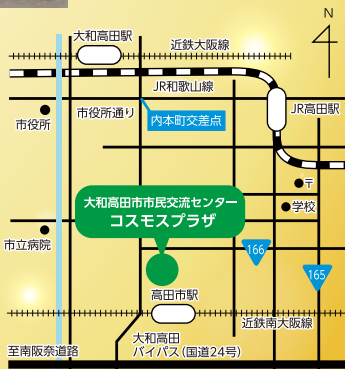 N
大和高田駅
近鉄大阪線
JR和歌山線
市役所
市役所通り
内本町交差点
JR高田駅
〒
学校
大和高田市市民交流センター
コスモスプラザ
市立病院
166
165
高田市駅
近鉄南大阪線
大和高田
バイパス(国道24号)
至南阪奈道路